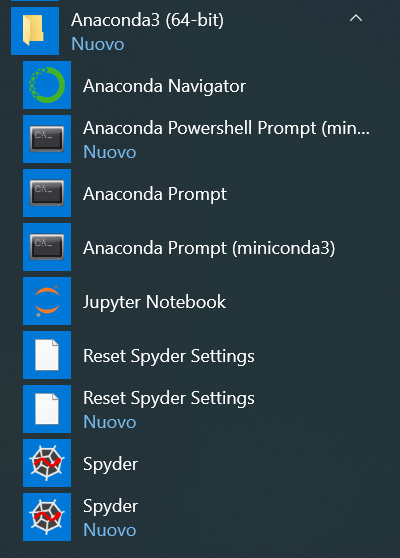 Anaconda3 (64-bit)
Nuovo
Anaconda Navigator
Anaconda Powershell Prompt (min...
Nuovo
Anaconda Prompt
Anaconda Prompt (miniconda3)
Jupyter Notebook
Reset Spyder Settings
Reset Spyder Settings
Nuovo
Spyder
Spyder
Nuovo